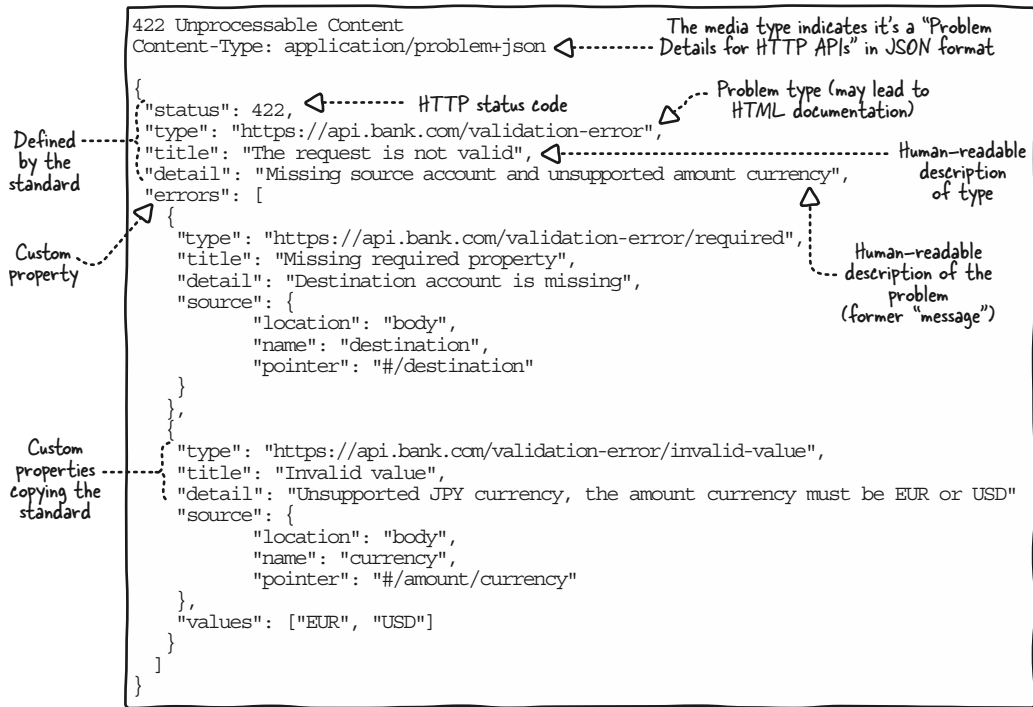 422 Unprocessable Content
Content-Type: application/problem+json
The media type indicates it's a “Problem
Details for HTTP APIs” in JSON format
{
"status": 422,
HTTP status code
Problem type (may lead to
HTML documentation)
"type": "https://api.bank.com/validation-error",
Defined
by the
standard
"title": "The request is not valid",
Human-readable
description
of type
"detail": "Missing source account and unsupported amount currency",
"errors": [
Custom
property
{
"type": "https://api.bank.com/validation-error/required",
"title": "Missing required property",
"detail": "Destination account is missing",
Human-readable
description of the
problem
(former “message”)
"source": {
"location": "body",
"name": "destination",
"pointer": "#/destination"
}
},
{
Custom
properties
copying the
standard
"type": "https://api.bank.com/validation-error/invalid-value",
"title": "Invalid value",
"detail": "Unsupported JPY currency, the amount currency must be EUR or USD"
"source": {
"location": "body",
"name": "currency",
"pointer": "#/amount/currency"
},
"values": ["EUR", "USD"]
}
]
}